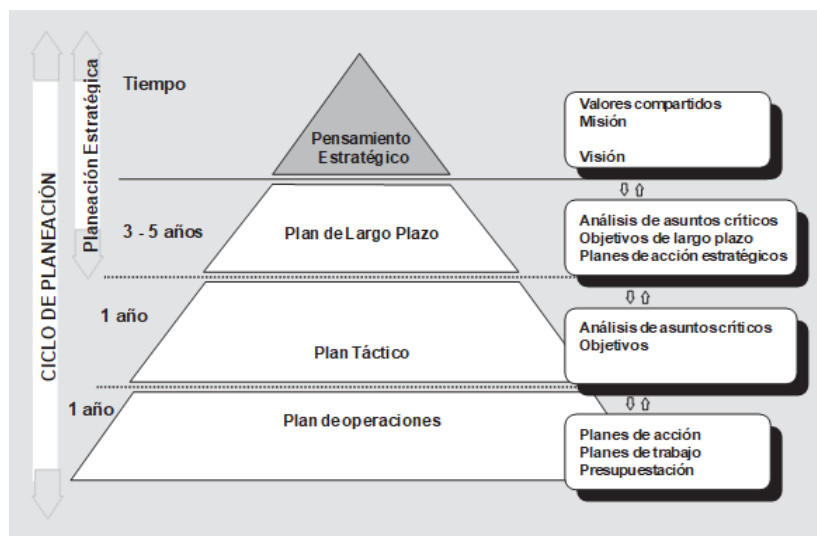 CICLO DE PLANEACIÓN
Planeación Estratégica
Tiempo
Pensamiento
Estratégico
Valores compartidos
Misión
Visión
3 - 5 años
Plan de Largo Plazo
Análisis de asuntos críticos
Objetivos de largo plazo
Planes de acción estratégicos
1 año
Plan Táctico
Análisis de asuntos críticos
Objetivos
1 año
Plan de operaciones
Planes de acción
Planes de trabajo
Presupuestación